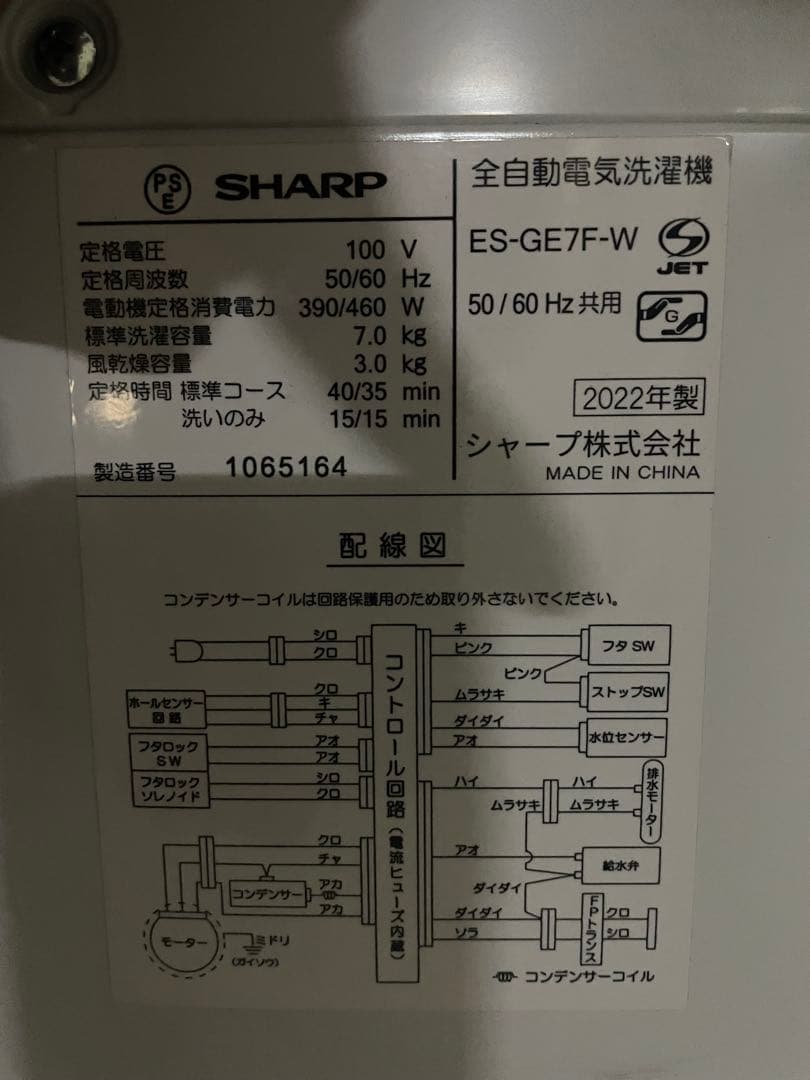 PSE SHARP
定格電圧 100 V
定格周波数 50/60 Hz
電動機定格消費電力 390/460 W
標準洗濯容量 7.0 kg
風乾燥容量 3.0 kg
定格時間 標準コース 40/35 min
洗いのみ 15/15 min
製造番号 1065164
全自動電気洗濯機
ES-GE7F-W
JET
50/60 Hz 共用
G
2022年製
シャープ株式会社
MADE IN CHINA
配線図
コンデンサーコイルは回路保護用のため取り外さないでください。
シロ
クロ
ホールセンサー
回路
クロ
キ
チャ
フタロック
SW
アオ
アオ
フタロック
ソレノイド
シロ
クロ
クロ
チャ
コンデンサー
アカ
アカ
モーター
ミドリ
(ガイソウ)
コントロール回路(電流ヒューズ内蔵)
キ
ピンク
フタ SW
ピンク
ムラサキ
ストップSW
ダイダイ
アオ
水位センサー
ハイ
ハイ
ムラサキ
ムラサキ
排水モーター
アオ
給水弁
ダイダイ
ダイダイ
ソラ
FPトランス
クロ
シロ
コンデンサーコイル